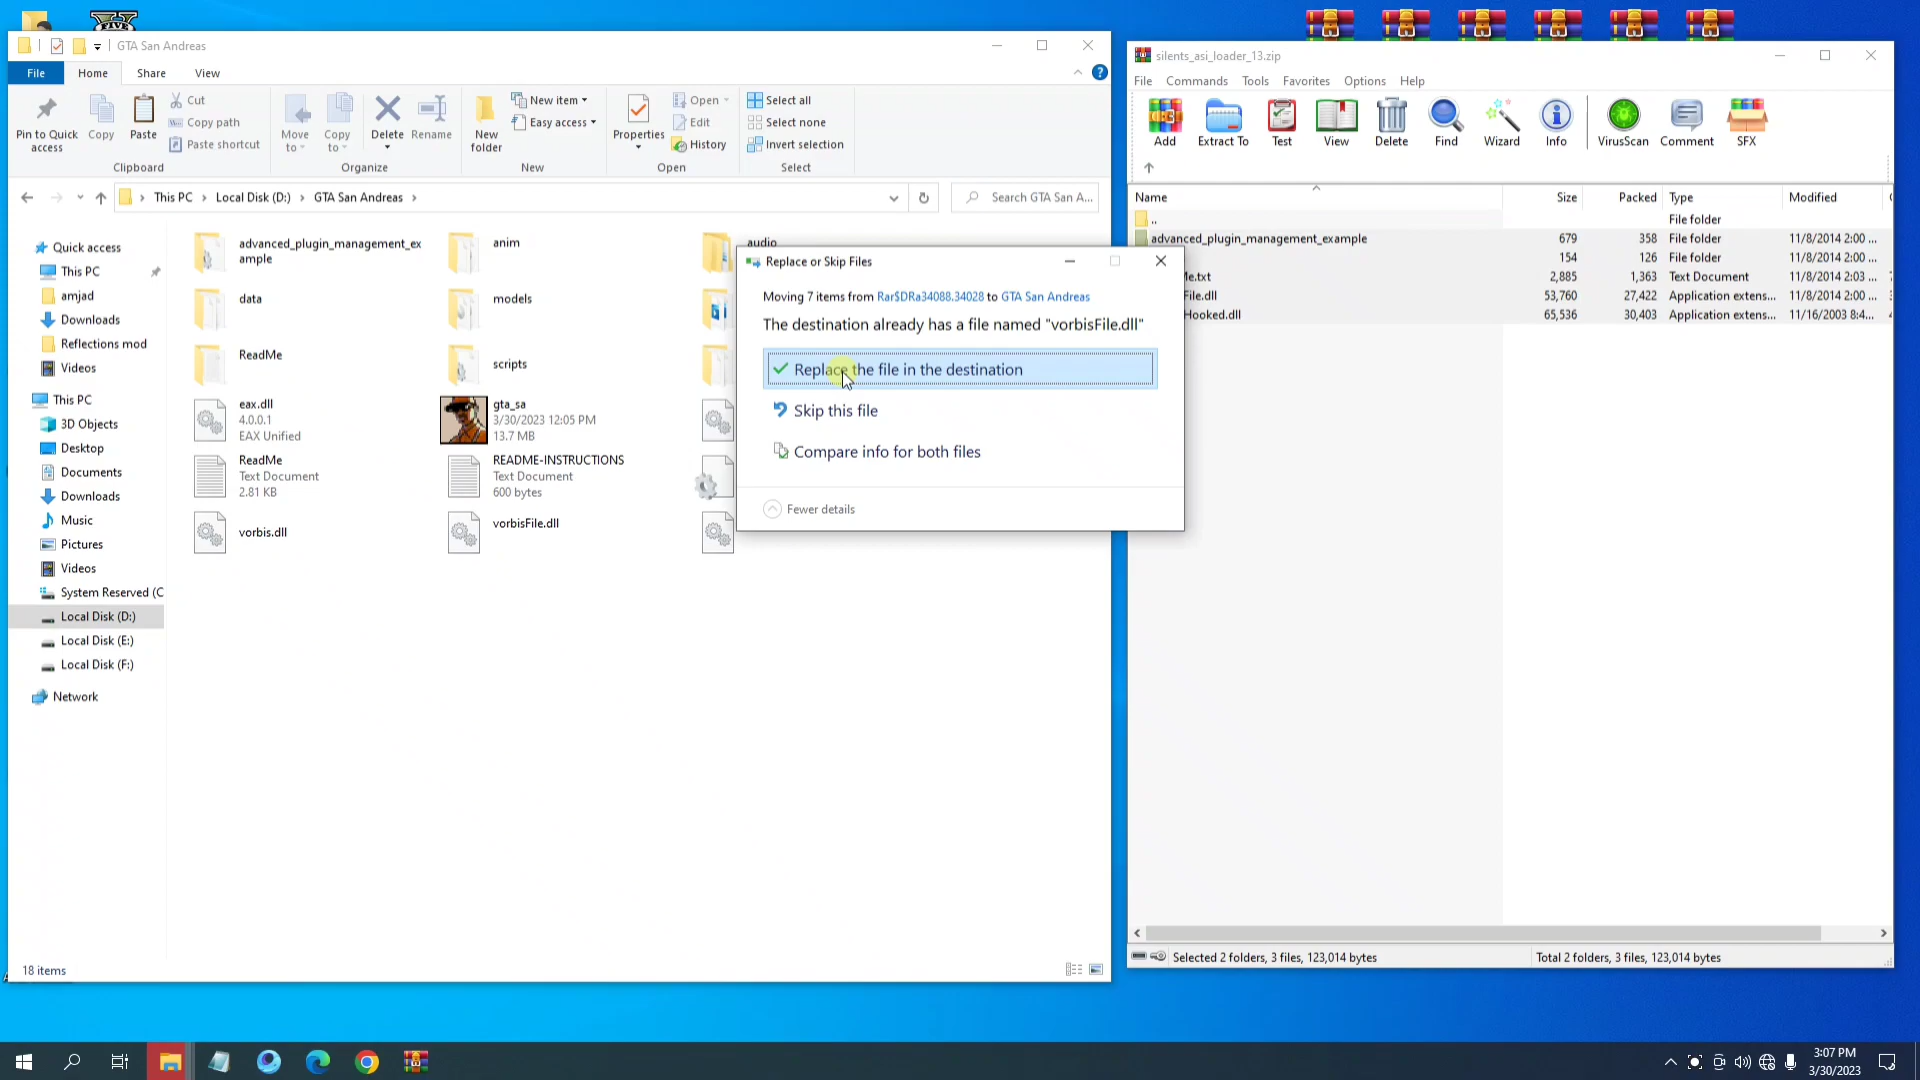 FIVE
GTA San Andreas
File
Home
Share
View
Pin to Quick access
Copy
Paste
Cut
Copy path
Paste shortcut
Clipboard
Move to
Copy to
Delete
Rename
Organize
New folder
New item
Easy access
New
Properties
Open
Edit
History
Open
Select all
Select none
Invert selection
Select
This PC
Local Disk (D:)
GTA San Andreas
Search GTA San A...
Quick access
This PC
amjad
Downloads
Reflections mod
Videos
This PC
3D Objects
Desktop
Documents
Downloads
Music
Pictures
Videos
System Reserved (C
Local Disk (D:)
Local Disk (E:)
Local Disk (F:)
Network
advanced_plugin_management_ex
ample
anim
audio
data
models
ReadMe
scripts
eax.dll
4.0.0.1
EAX Unified
gta_sa
3/30/2023 12:05 PM
13.7 MB
ReadMe
Text Document
2.81 KB
README-INSTRUCTIONS
Text Document
600 bytes
vorbis.dll
vorbisFile.dll
18 items
Replace or Skip Files
Moving 7 items from Rar$DRa34088.34028 to GTA San Andreas
The destination already has a file named "vorbisFile.dll"
Replace the file in the destination
Skip this file
Compare info for both files
Fewer details
silents_asi_loader_13.zip
File
Commands
Tools
Favorites
Options
Help
Add
Extract To
Test
View
Delete
Find
Wizard
Info
VirusScan
Comment
SFX
Name
Size
Packed
Type
Modified
..
File folder
advanced_plugin_management_example
679
358
File folder
11/8/2014 2:00 ...
154
126
File folder
11/8/2014 2:00 ...
Me.txt
2,885
1,363
Text Document
11/8/2014 2:03 ...
File.dll
53,760
27,422
Application extens...
11/8/2014 2:00 ...
Hooked.dll
65,536
30,403
Application extens...
11/16/2003 8:4...
Selected 2 folders, 3 files, 123,014 bytes
Total 2 folders, 3 files, 123,014 bytes
3:07 PM
3/30/2023